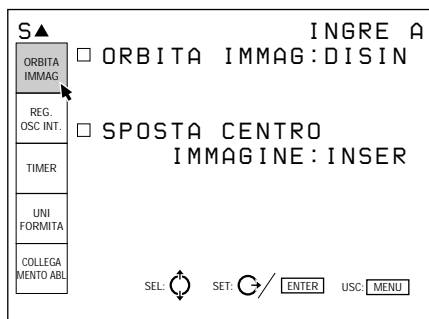 S▲ INGRE A
ORBITA
IMMAG
□ ORBITA IMMAG:DISIN
REG.
OSC INT.
□ SPOSTA CENTRO
IMMAGINE:INSER
TIMER
UNI
FORMITA
COLLEGA
MENTO ABL
SEL: SET: / ENTER USC: MENU